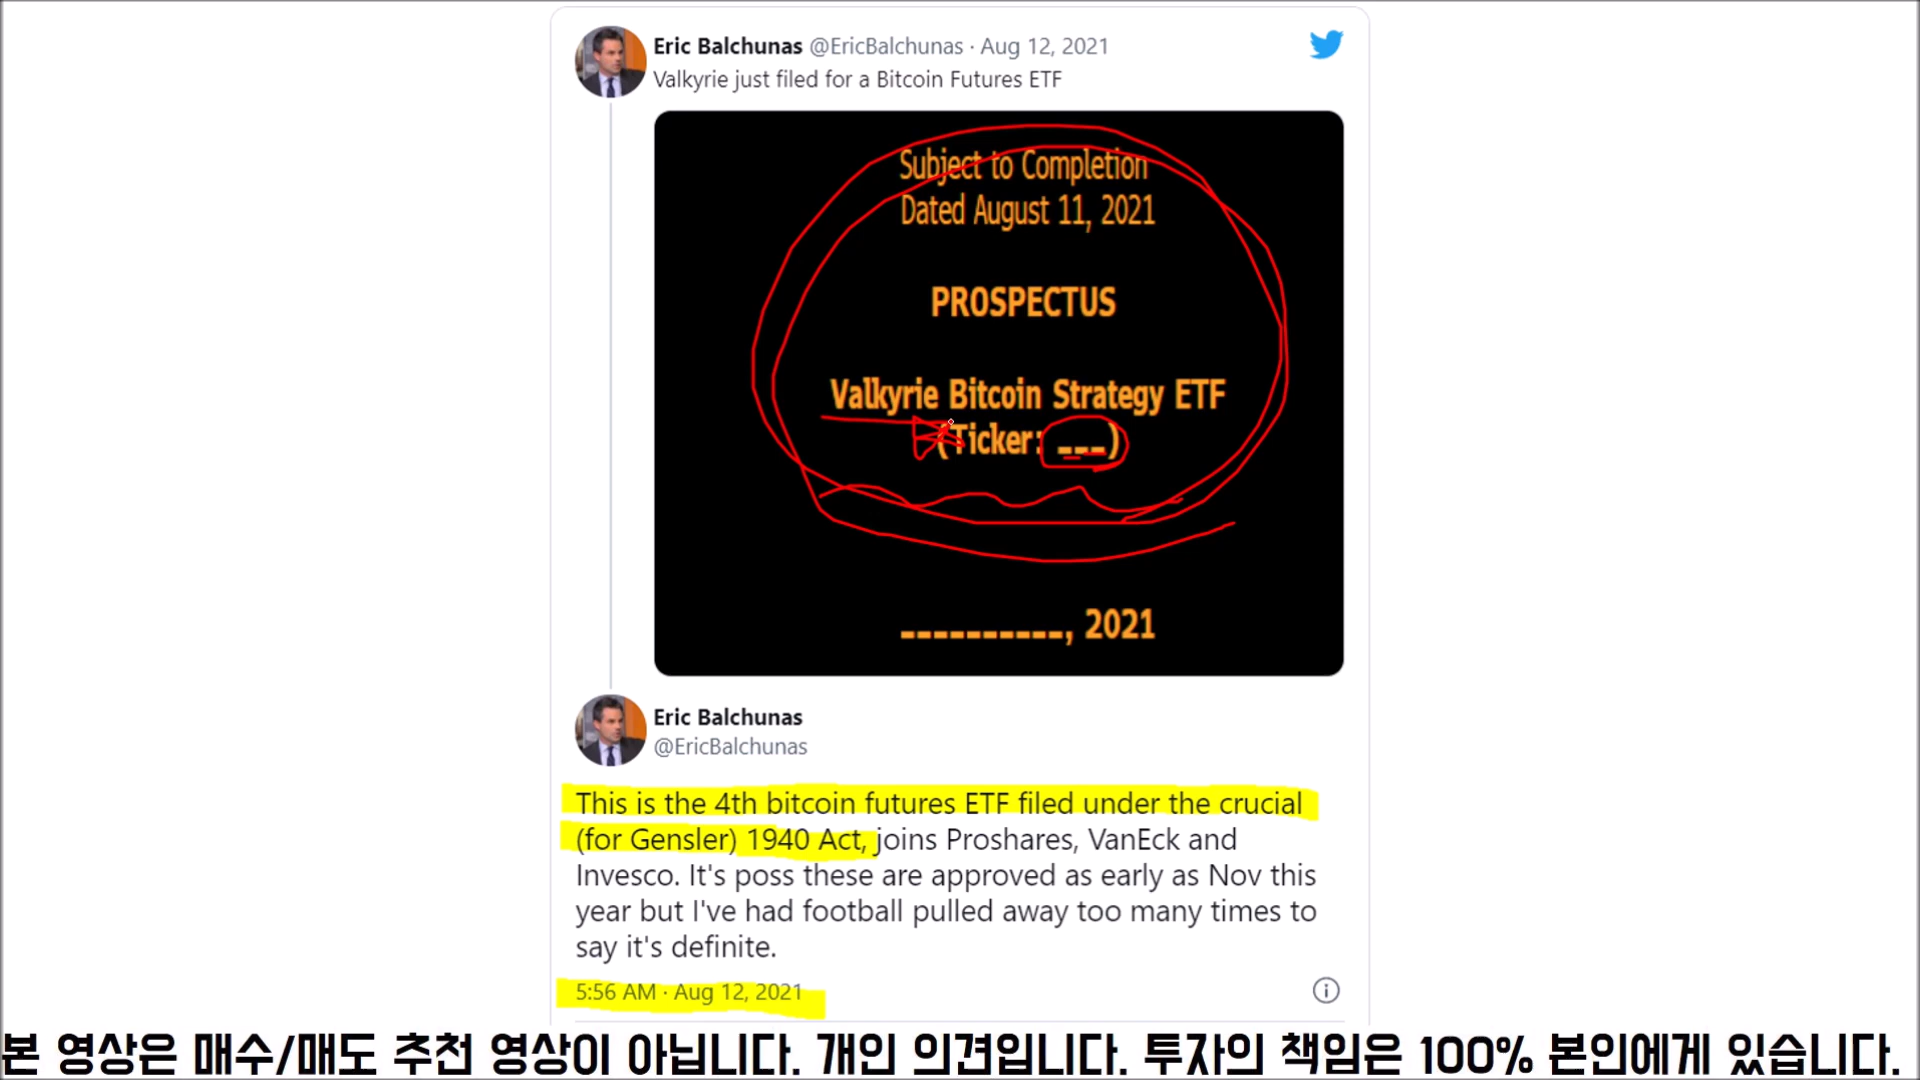 Eric Balchunas @EricBalchunas · Aug 12, 2021
Valkyrie just filed for a Bitcoin Futures ETF
Subject to Completion
Dated August 11, 2021
PROSPECTUS
Valkyrie Bitcoin Strategy ETF
(Ticker: ___)
__________, 2021
Eric Balchunas
@EricBalchunas
This is the 4th bitcoin futures ETF filed under the crucial
(for Gensler) 1940 Act, joins Proshares, VanEck and
Invesco. It's poss these are approved as early as Nov this
year but I've had football pulled away too many times to
say it's definite.
5:56 AM · Aug 12, 2021
본 영상은 매수/매도 추천 영상이 아닙니다. 개인 의견입니다. 투자의 책임은 100% 본인에게 있습니다.